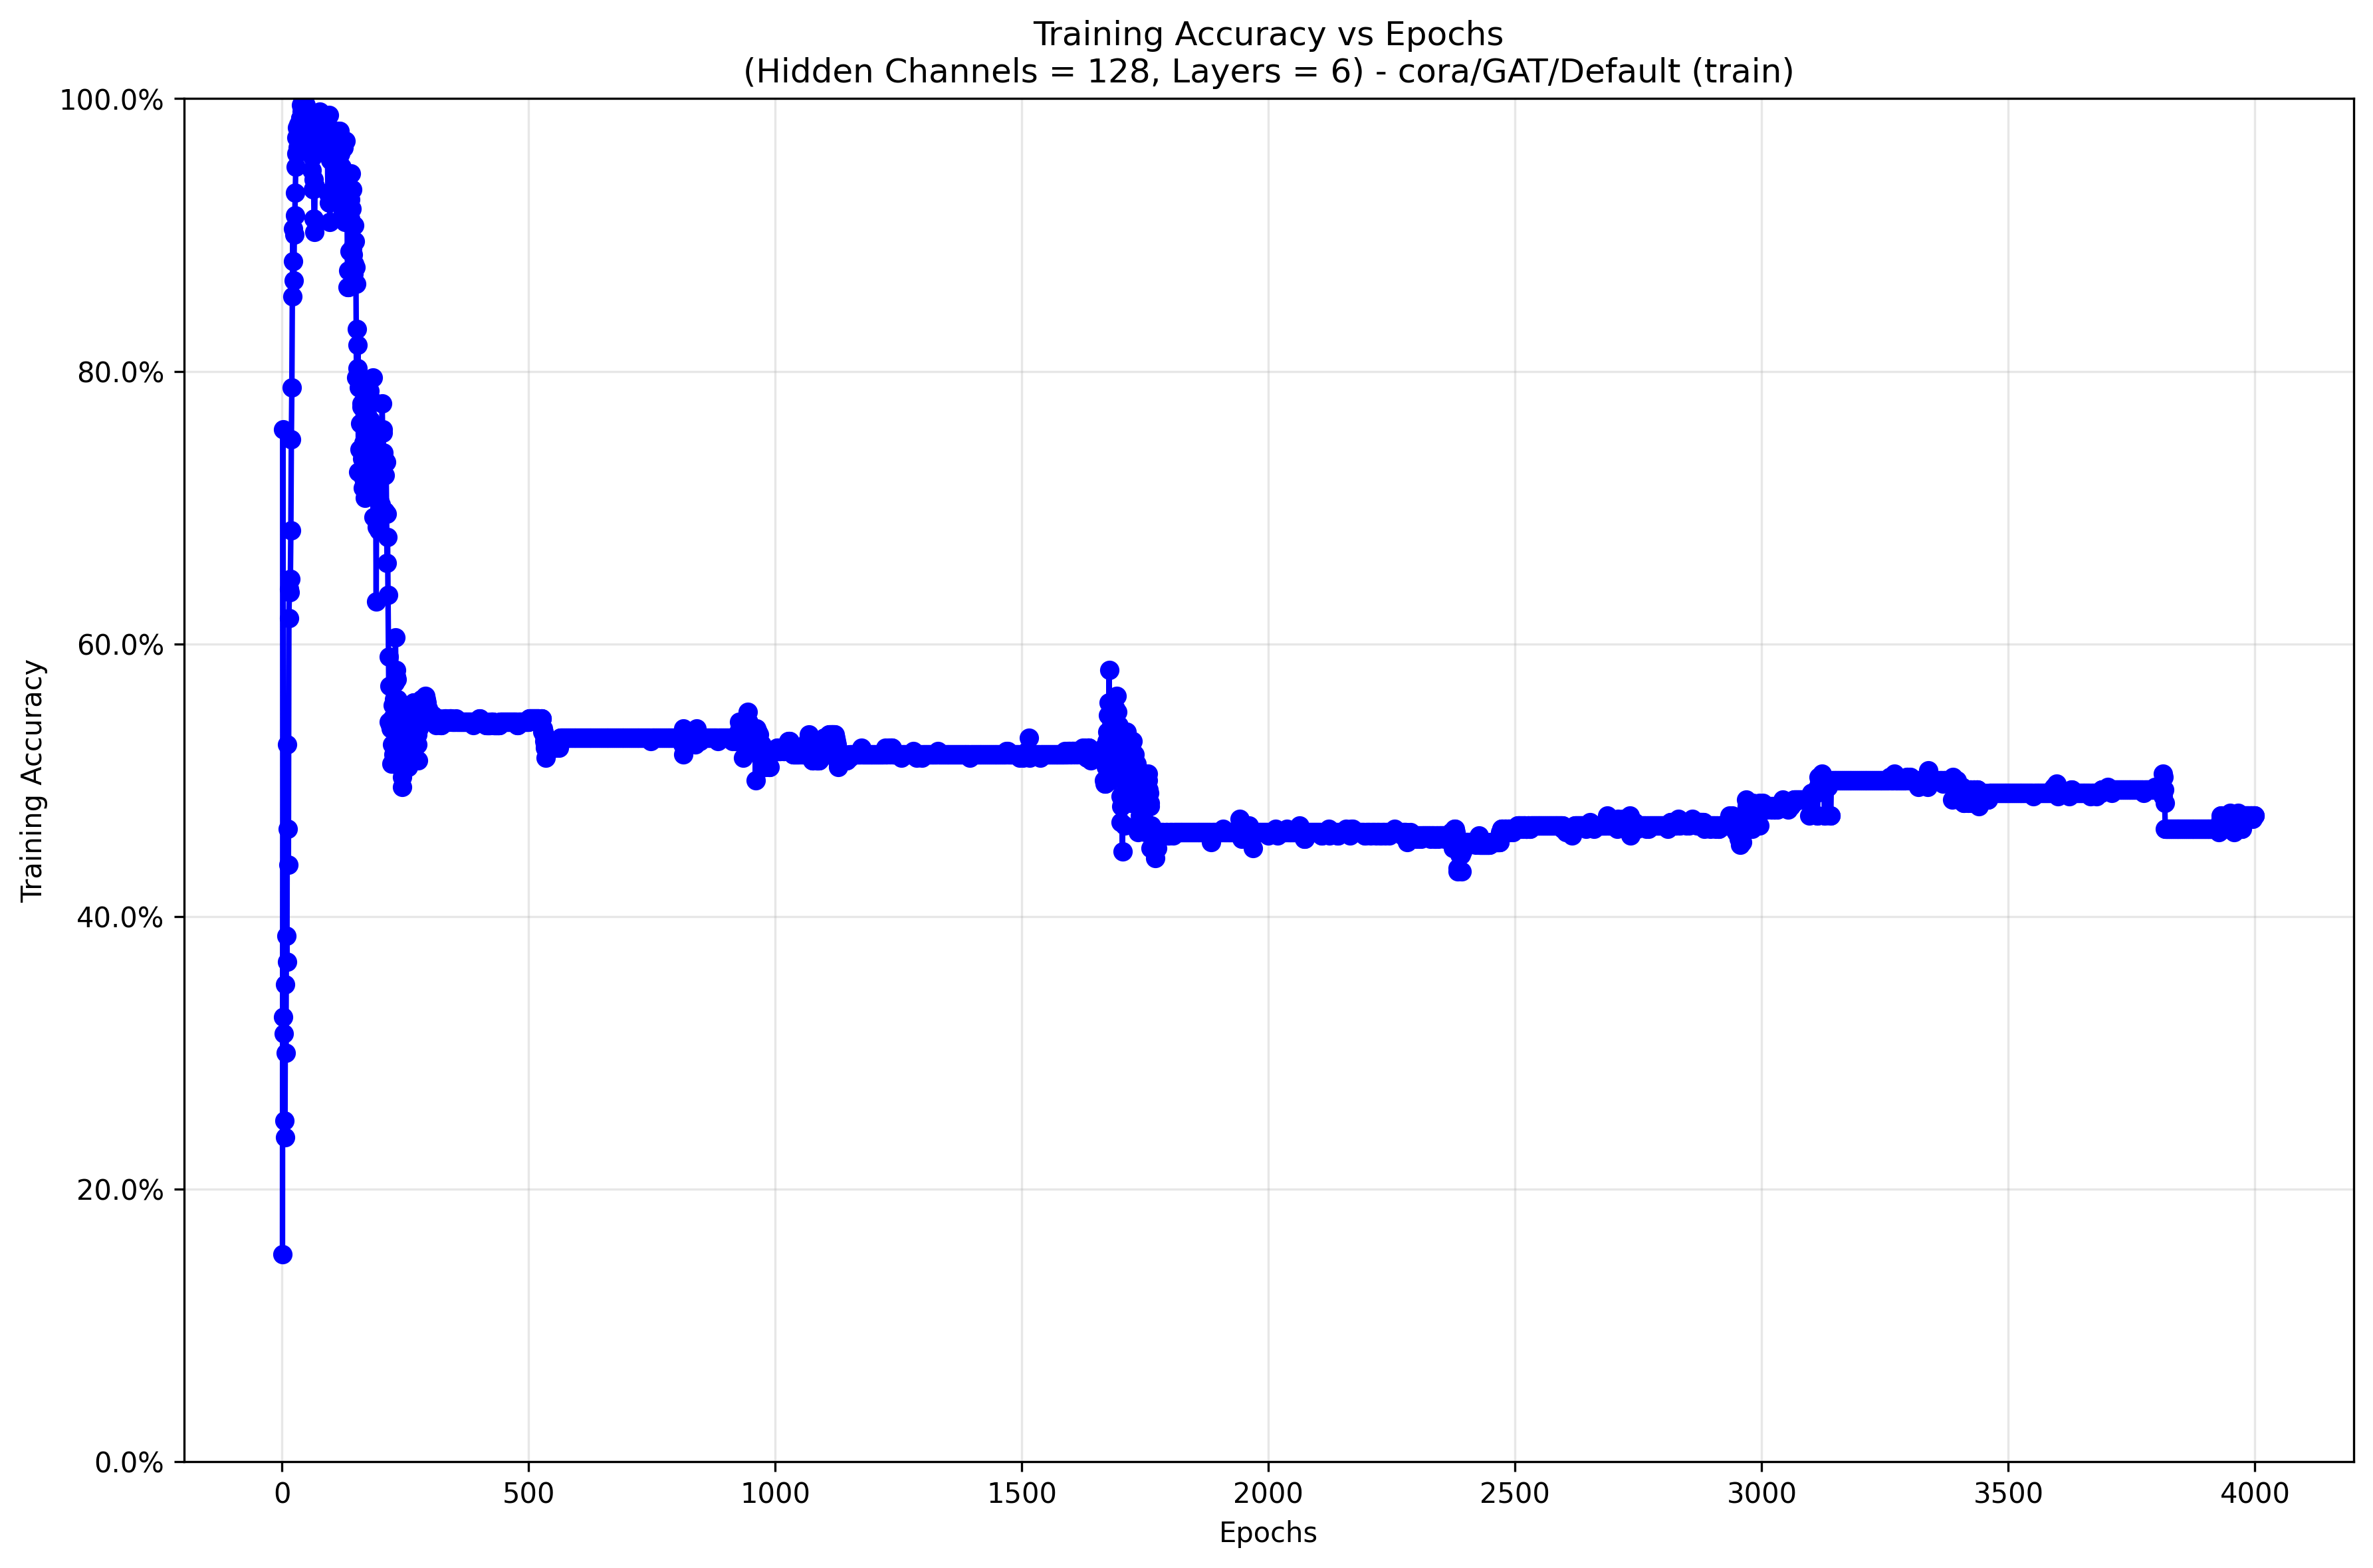 Training Accuracy vs Epochs
(Hidden Channels = 128, Layers = 6) - cora/GAT/Default (train)
100.0%
80.0%
60.0%
40.0%
20.0%
0.0%
Training Accuracy
0 500 1000 1500 2000 2500 3000 3500 4000
Epochs